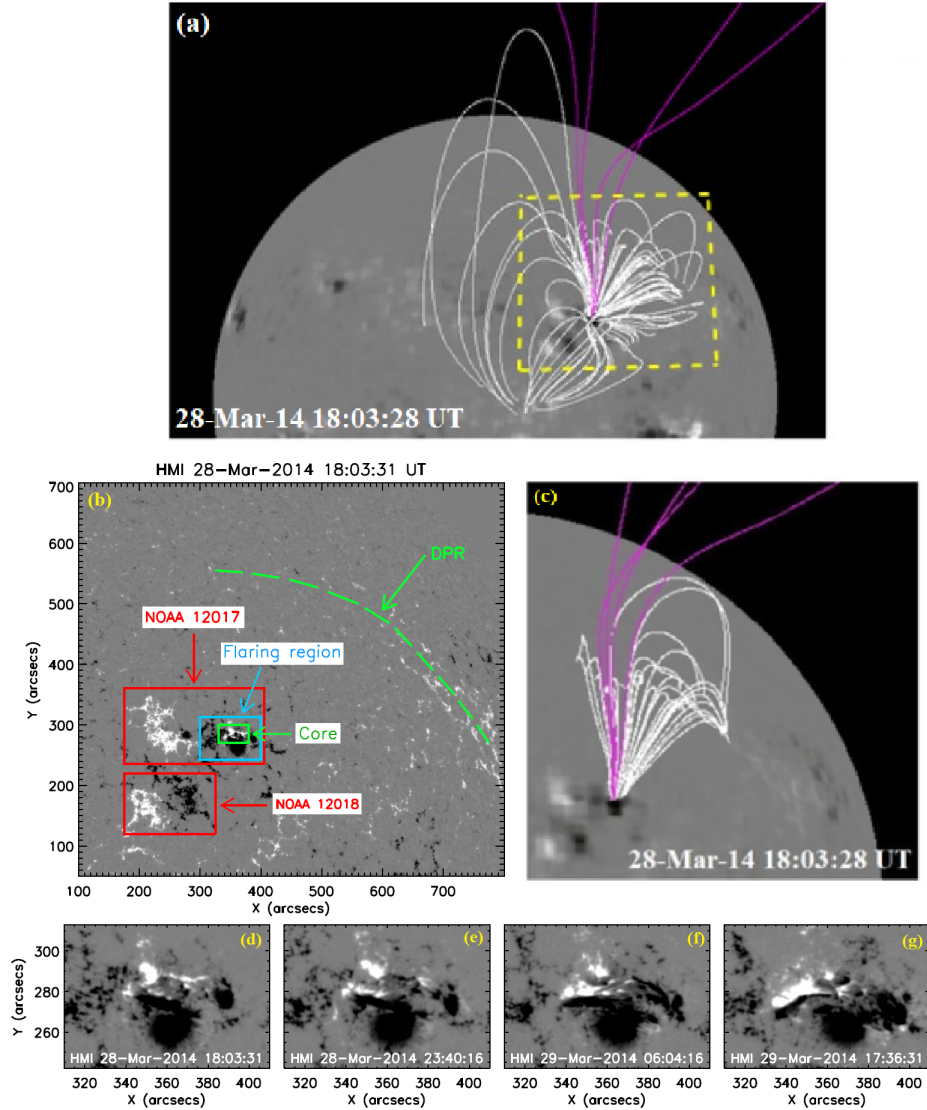 (a)
28-Mar-14 18:03:28 UT
HMI 28-Mar-2014 18:03:31 UT
(b)
DPR
NOAA 12017
Flaring region
Core
NOAA 12018
700
600
500
400
300
200
100
Y (arcsecs)
100 200 300 400 500 600 700
X (arcsecs)
(c)
28-Mar-14 18:03:28 UT
(d)
HMI 28-Mar-2014 18:03:31
300
280
260
Y (arcsecs)
320 340 360 380 400
X (arcsecs)
(e)
HMI 28-Mar-2014 23:40:16
320 340 360 380 400
X (arcsecs)
(f)
HMI 29-Mar-2014 06:04:16
320 340 360 380 400
X (arcsecs)
(g)
HMI 29-Mar-2014 17:36:31
320 340 360 380 400
X (arcsecs)